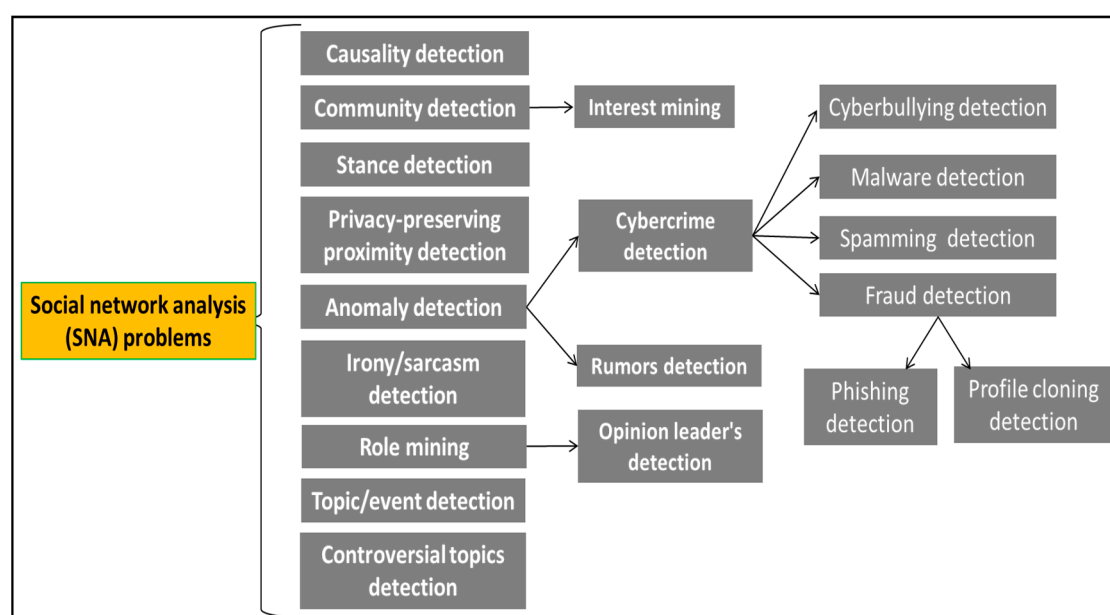 Social network analysis
(SNA) problems
Causality detection
Community detection
Interest mining
Stance detection
Privacy-preserving
proximity detection
Anomaly detection
Cybercrime
detection
Cyberbullying detection
Malware detection
Spamming detection
Fraud detection
Phishing
detection
Profile cloning
detection
Rumors detection
Irony/sarcasm
detection
Role mining
Opinion leader's
detection
Topic/event detection
Controversial topics
detection